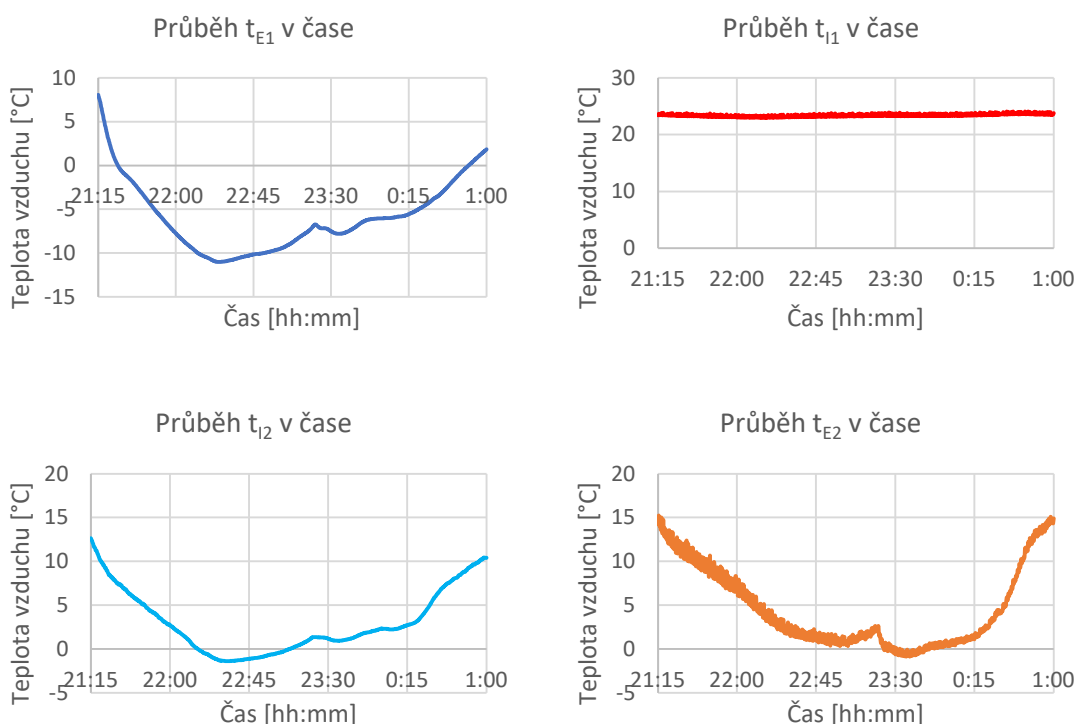 Průběh tE1 v čase
Teplota vzduchu [°C]
10
5
0
-5
-10
-15
21:15 22:00 22:45 23:30 0:15 1:00
Čas [hh:mm]
Průběh tI1 v čase
Teplota vzduchu [°C]
30
20
10
0
21:15 22:00 22:45 23:30 0:15 1:00
Čas [hh:mm]
Průběh tI2 v čase
Teplota vzduchu [°C]
20
15
10
5
0
-5
21:15 22:00 22:45 23:30 0:15 1:00
Čas [hh:mm]
Průběh tE2 v čase
Teplota vzduchu [°C]
20
15
10
5
0
-5
21:15 22:00 22:45 23:30 0:15 1:00
Čas [hh:mm]